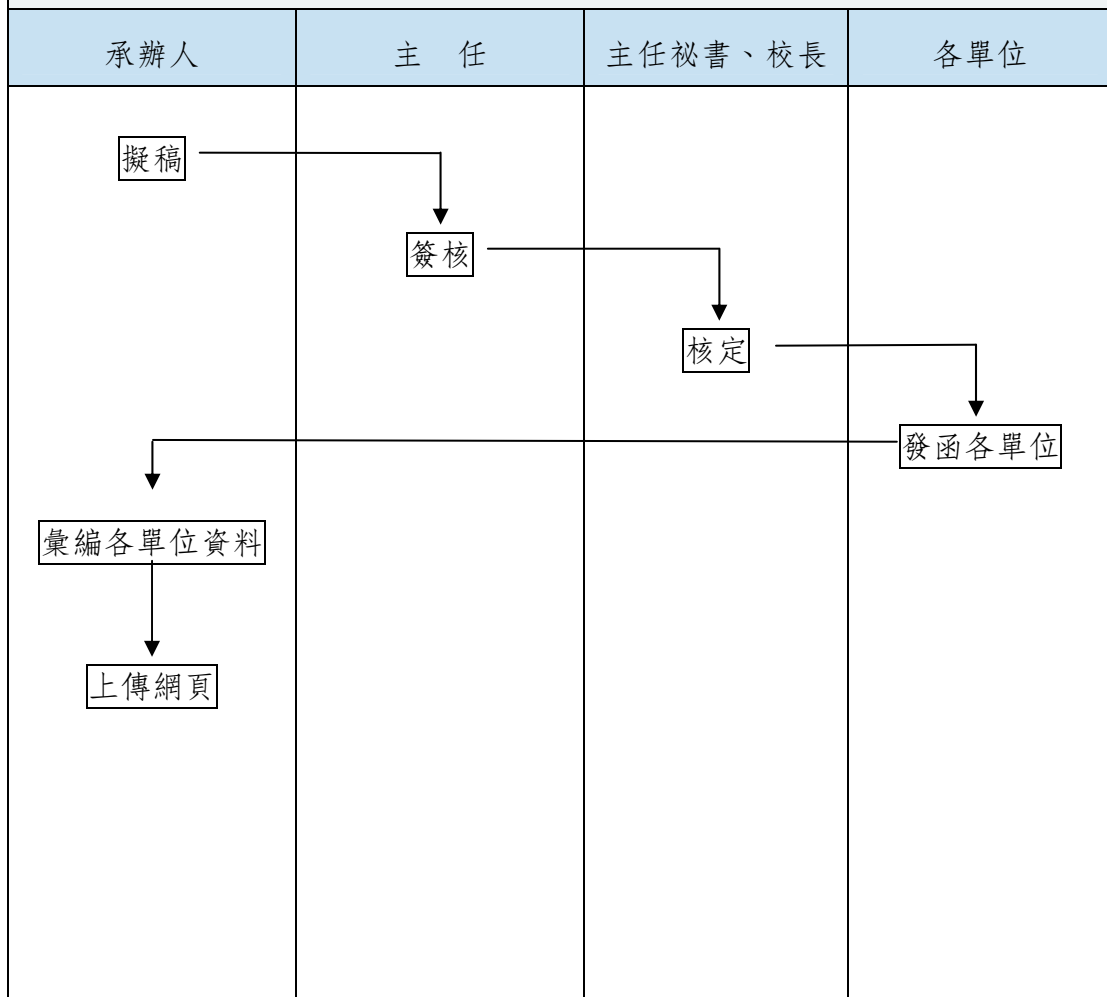 承辦人
主　任
主任祕書、校長
各單位
擬稿
簽核
核定
發函各單位
彙編各單位資料
上傳網頁